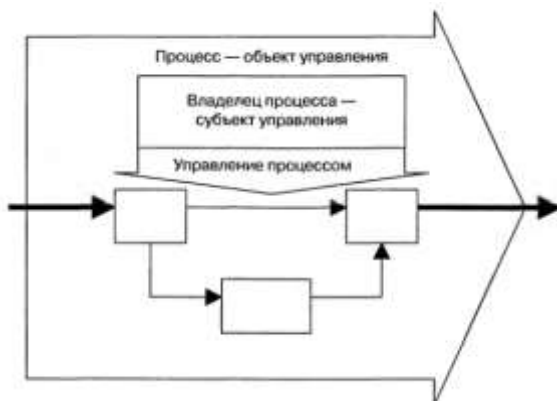 Процесс — объект управления
Владелец процесса —
субъект управления
Управление процессом